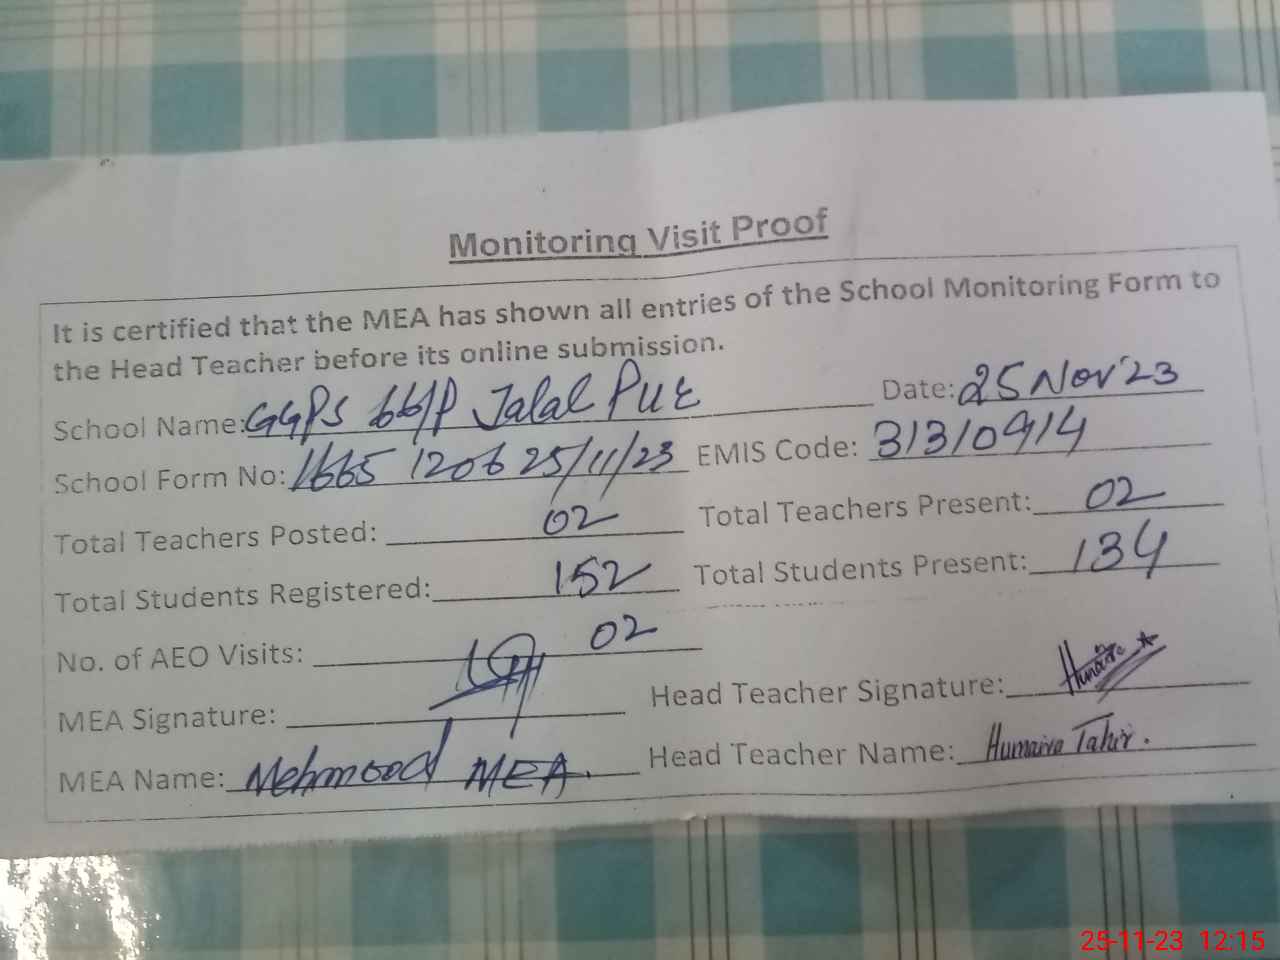 Monitoring Visit Proof
It is certified that the MEA has shown all entries of the School Monitoring Form to
the Head Teacher before its online submission.
School Name: GGPS 66/P Jalal Pur Date: 25 Nov'23
School Form No: 1665 1206 25/11/23 EMIS Code: 31310914
Total Teachers Posted: 02 Total Teachers Present: 02
Total Students Registered: 152 Total Students Present: 134
No. of AEO Visits: 02
MEA Signature: Head Teacher Signature: Humaira
MEA Name: Mehmood MEA. Head Teacher Name: Humaira Tahir.
25-11-23 12:15